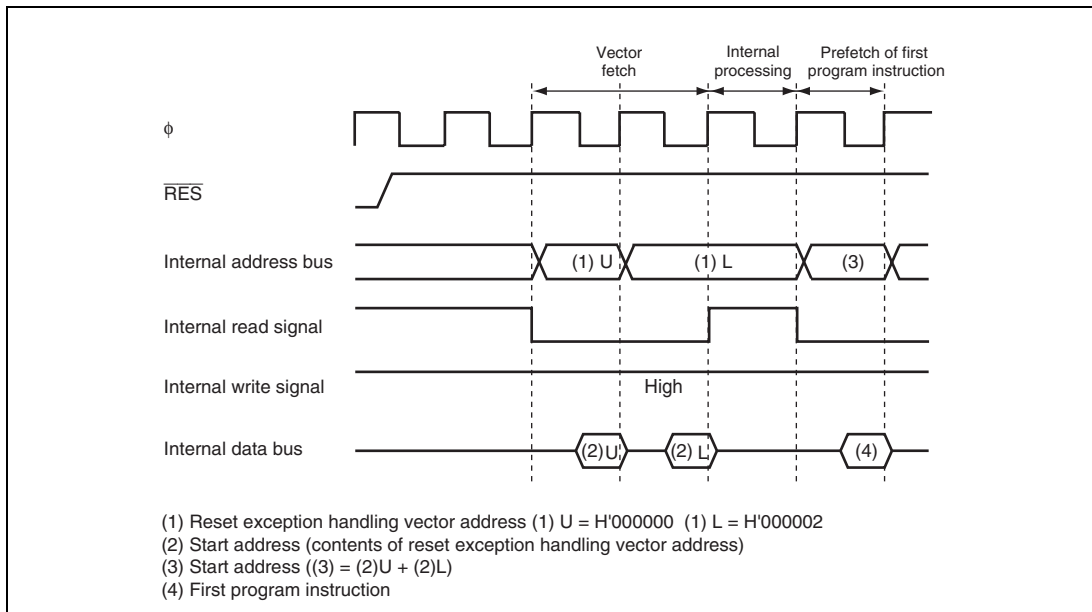 Vector
fetch
Internal
processing
Prefetch of first
program instruction
ϕ
RES
Internal address bus
(1) U
(1) L
(3)
Internal read signal
Internal write signal
High
Internal data bus
(2)U
(2) L
(4)
(1) Reset exception handling vector address (1) U = H'000000 (1) L = H'000002
(2) Start address (contents of reset exception handling vector address)
(3) Start address ((3) = (2)U + (2)L)
(4) First program instruction